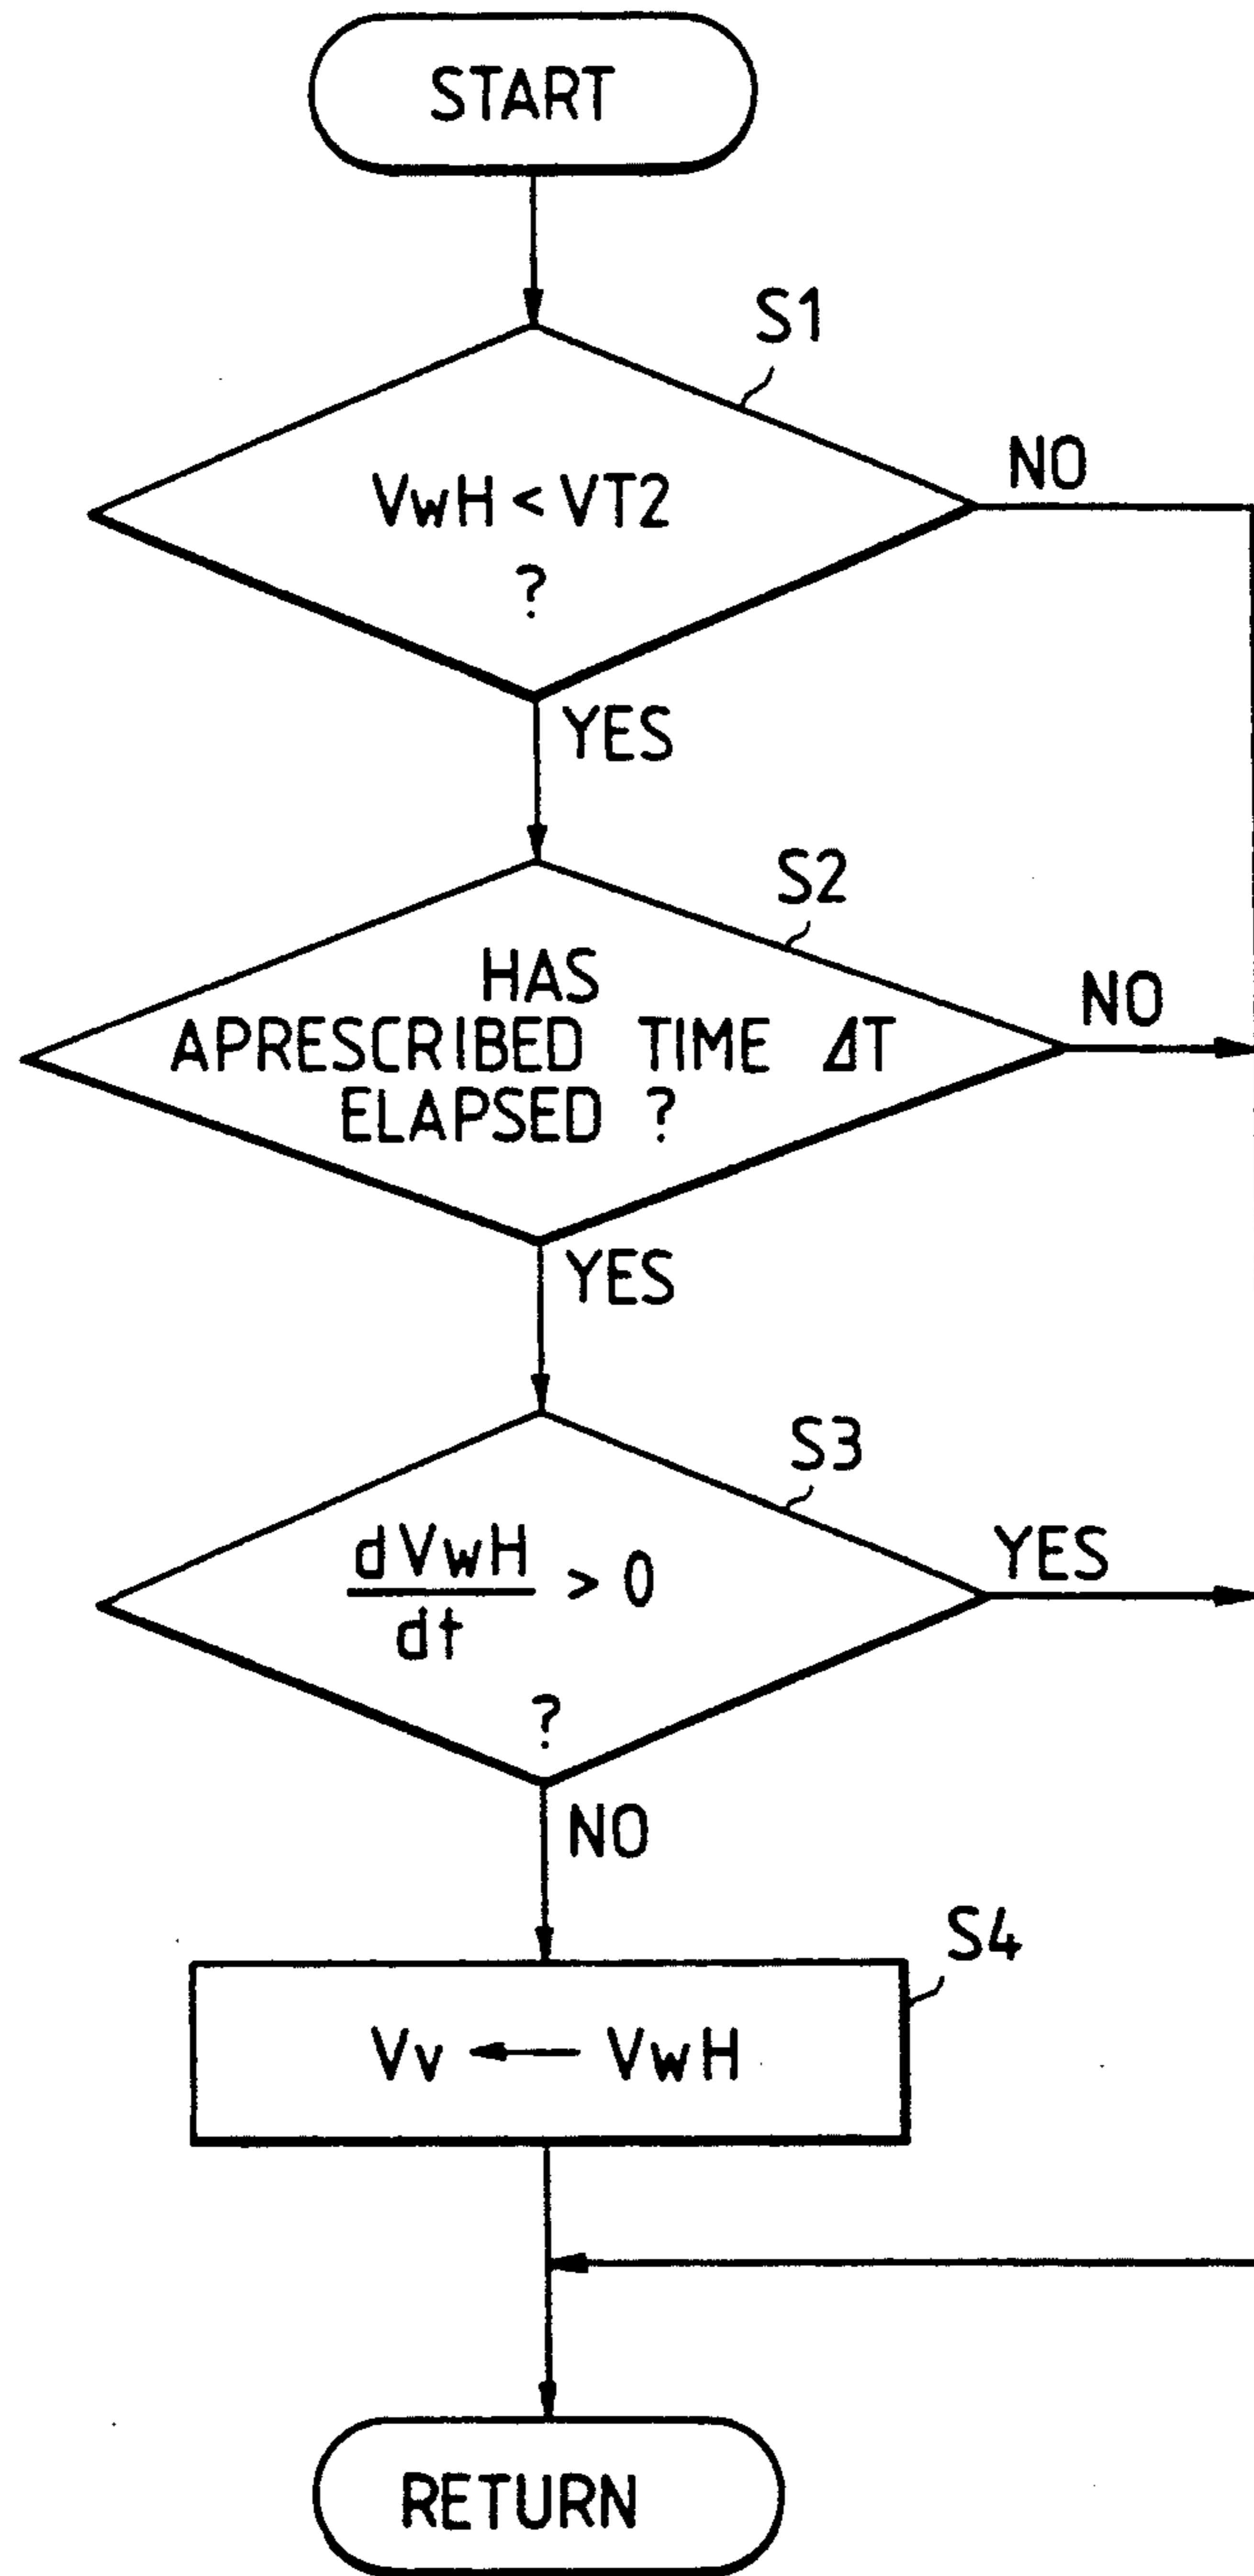 START
S1
VwH < VT2
?
NO
YES
S2
HAS
APRESCRIBED TIME ΔT
ELAPSED ?
NO
YES
S3
dVwH
dt
> 0
?
YES
NO
S4
Vv ← VwH
RETURN